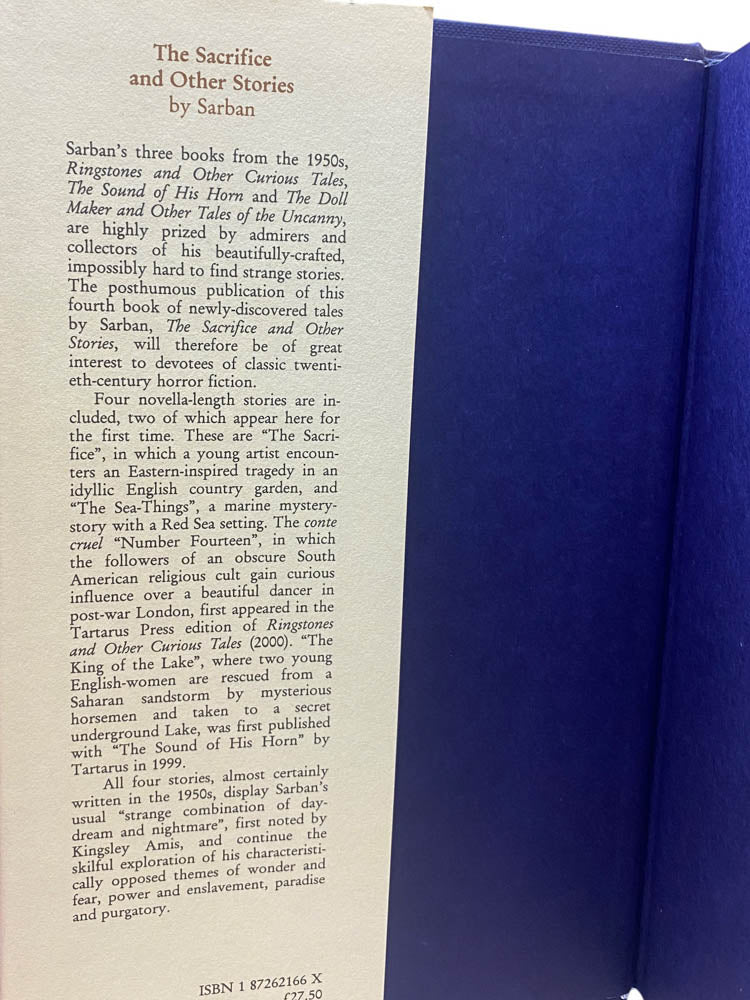 The Sacrifice
and Other Stories
by Sarban
Sarban's three books from the 1950s,
Ringstones and Other Curious Tales,
The Sound of His Horn and The Doll
Maker and Other Tales of the Uncanny,
are highly prized by admirers and
collectors of his beautifully-crafted,
impossibly hard to find strange stories.
The posthumous publication of this
fourth book of newly-discovered tales
by Sarban, The Sacrifice and Other
Stories, will therefore be of great
interest to devotees of classic twenti-
eth-century horror fiction.
Four novella-length stories are in-
cluded, two of which appear here for
the first time. These are “The Sacri-
fice”, in which a young artist encoun-
ters an Eastern-inspired tragedy in an
idyllic English country garden, and
“The Sea-Things”, a marine mystery-
story with a Red Sea setting. The conte
cruel “Number Fourteen”, in which
the followers of an obscure South
American religious cult gain curious
influence over a beautiful dancer in
post-war London, first appeared in the
Tartarus Press edition of Ringstones
and Other Curious Tales (2000). “The
King of the Lake”, where two young
English-women are rescued from a
Saharan sandstorm by mysterious
horsemen and taken to a secret
underground Lake, was first published
with “The Sound of His Horn” by
Tartarus in 1999.
All four stories, almost certainly
written in the 1950s, display Sarban's
usual “strange combination of day-
dream and nightmare”, first noted by
Kingsley Amis, and continue the
skilful exploration of his characteristi-
cally opposed themes of wonder and
fear, power and enslavement, paradise
and purgatory.
ISBN 1 87262166 X
£27.50